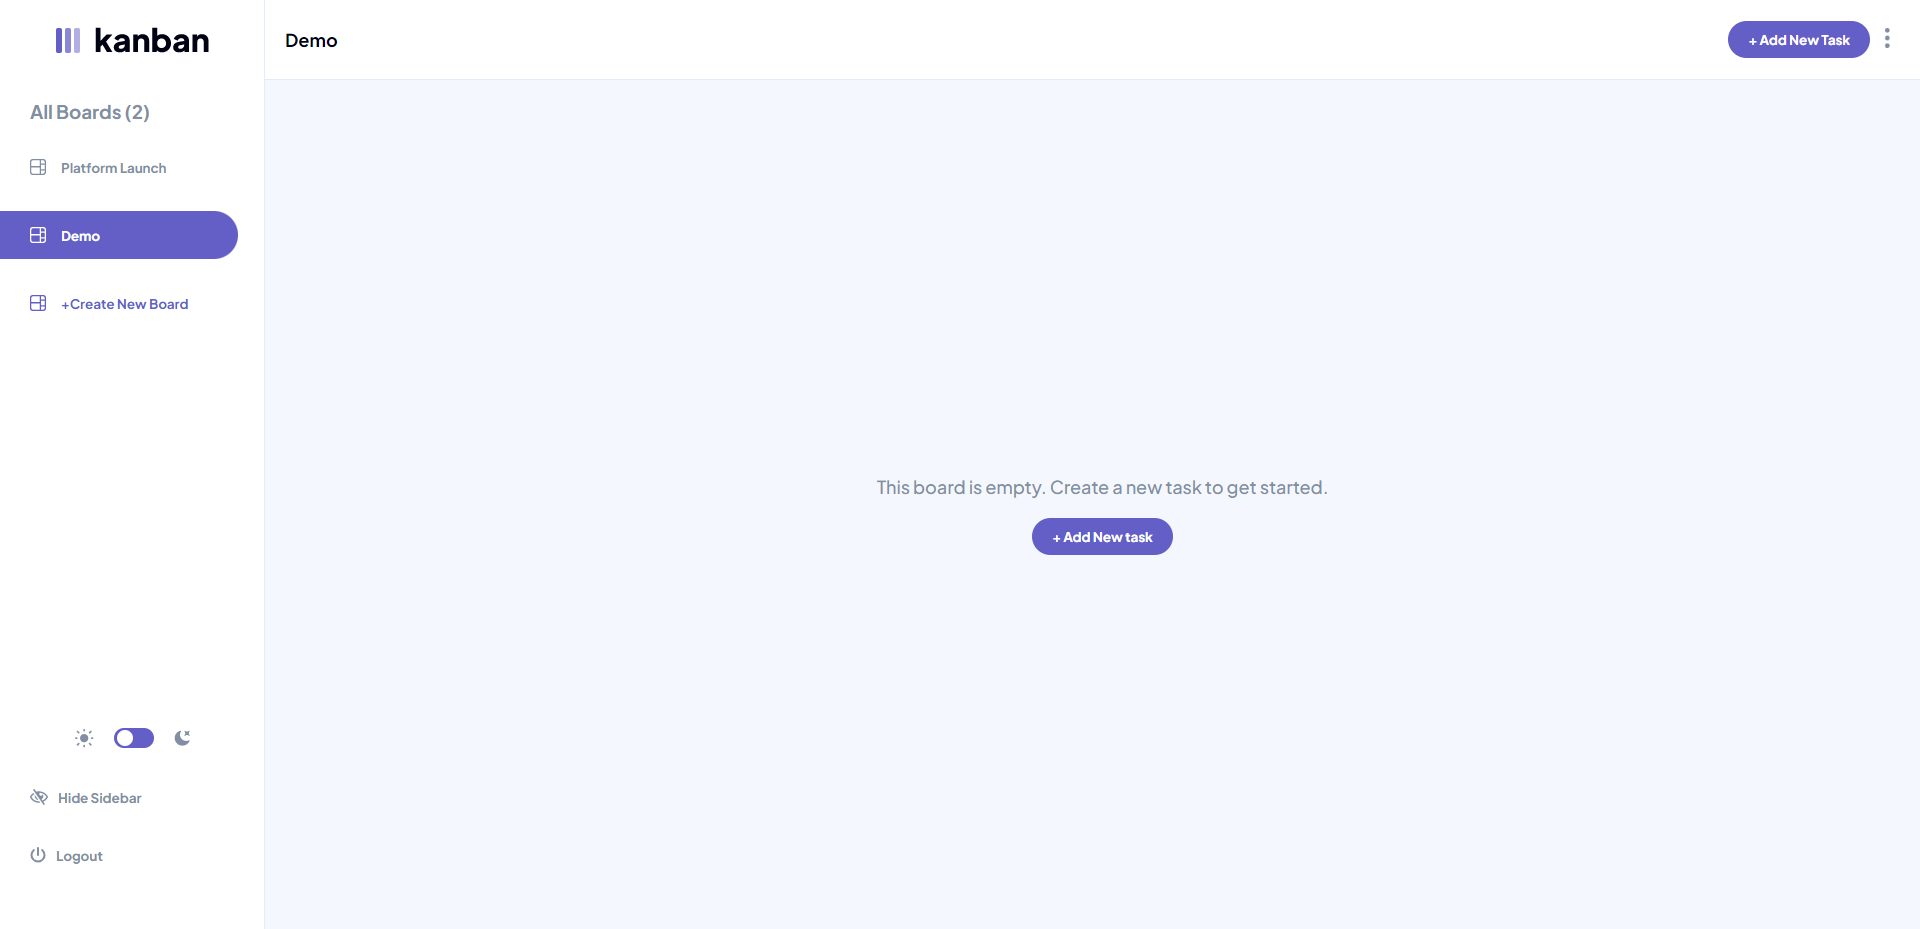 kanban
Demo
+ Add New Task
All Boards (2)
Platform Launch
Demo
+Create New Board
This board is empty. Create a new task to get started.
+ Add New task
Hide Sidebar
Logout